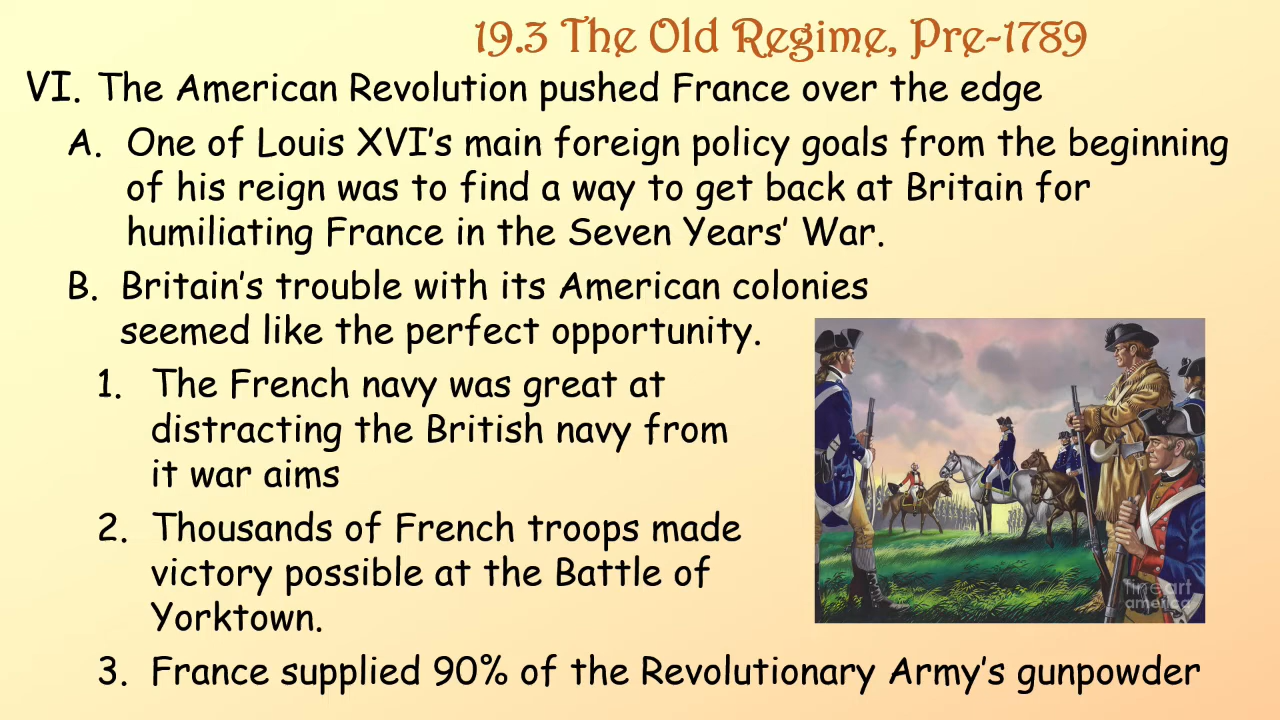 19.3 The Old Regime, Pre-1789
VI. The American Revolution pushed France over the edge
A. One of Louis XVI's main foreign policy goals from the beginning
of his reign was to find a way to get back at Britain for
humiliating France in the Seven Years' War.
B. Britain's trouble with its American colonies
seemed like the perfect opportunity.
1. The French navy was great at
distracting the British navy from
it war aims
2. Thousands of French troops made
victory possible at the Battle of
Yorktown.
fine art
america
3. France supplied 90% of the Revolutionary Army's gunpowder